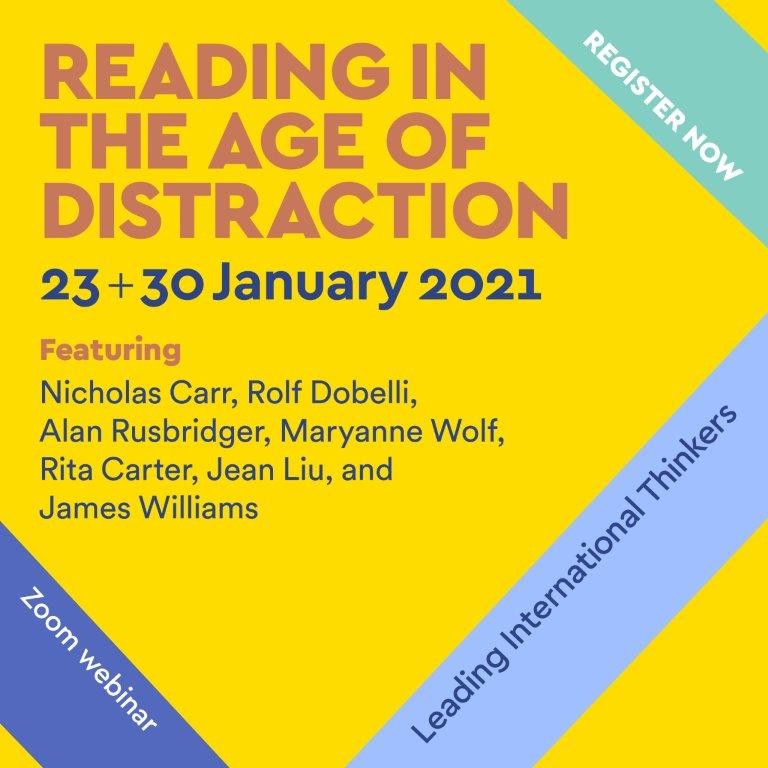 READING IN
THE AGE OF
DISTRACTION
23 + 30 January 2021
Featuring
Nicholas Carr, Rolf Dobelli,
Alan Rusbridger, Maryanne Wolf,
Rita Carter, Jean Liu, and
James Williams
REGISTER NOW
Leading International Thinkers
Zoom webinar